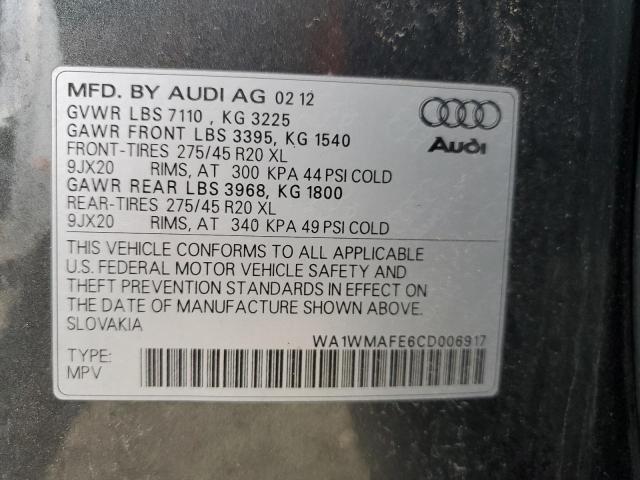 MFD. BY AUDI AG 02 12
GVWR LBS 7110 , KG 3225
GAWR FRONT LBS 3395, KG 1540
FRONT-TIRES 275/45 R20 XL
9JX20 RIMS, AT 300 KPA 44 PSI COLD
GAWR REAR LBS 3968, KG 1800
REAR-TIRES 275/45 R20 XL
9JX20 RIMS, AT 340 KPA 49 PSI COLD
Audi
THIS VEHICLE CONFORMS TO ALL APPLICABLE
U.S. FEDERAL MOTOR VEHICLE SAFETY AND
THEFT PREVENTION STANDARDS IN EFFECT ON
THE DATE OF MANUFACTURE SHOWN ABOVE.
SLOVAKIA
WA1WMAFE6CD006917
TYPE:
MPV